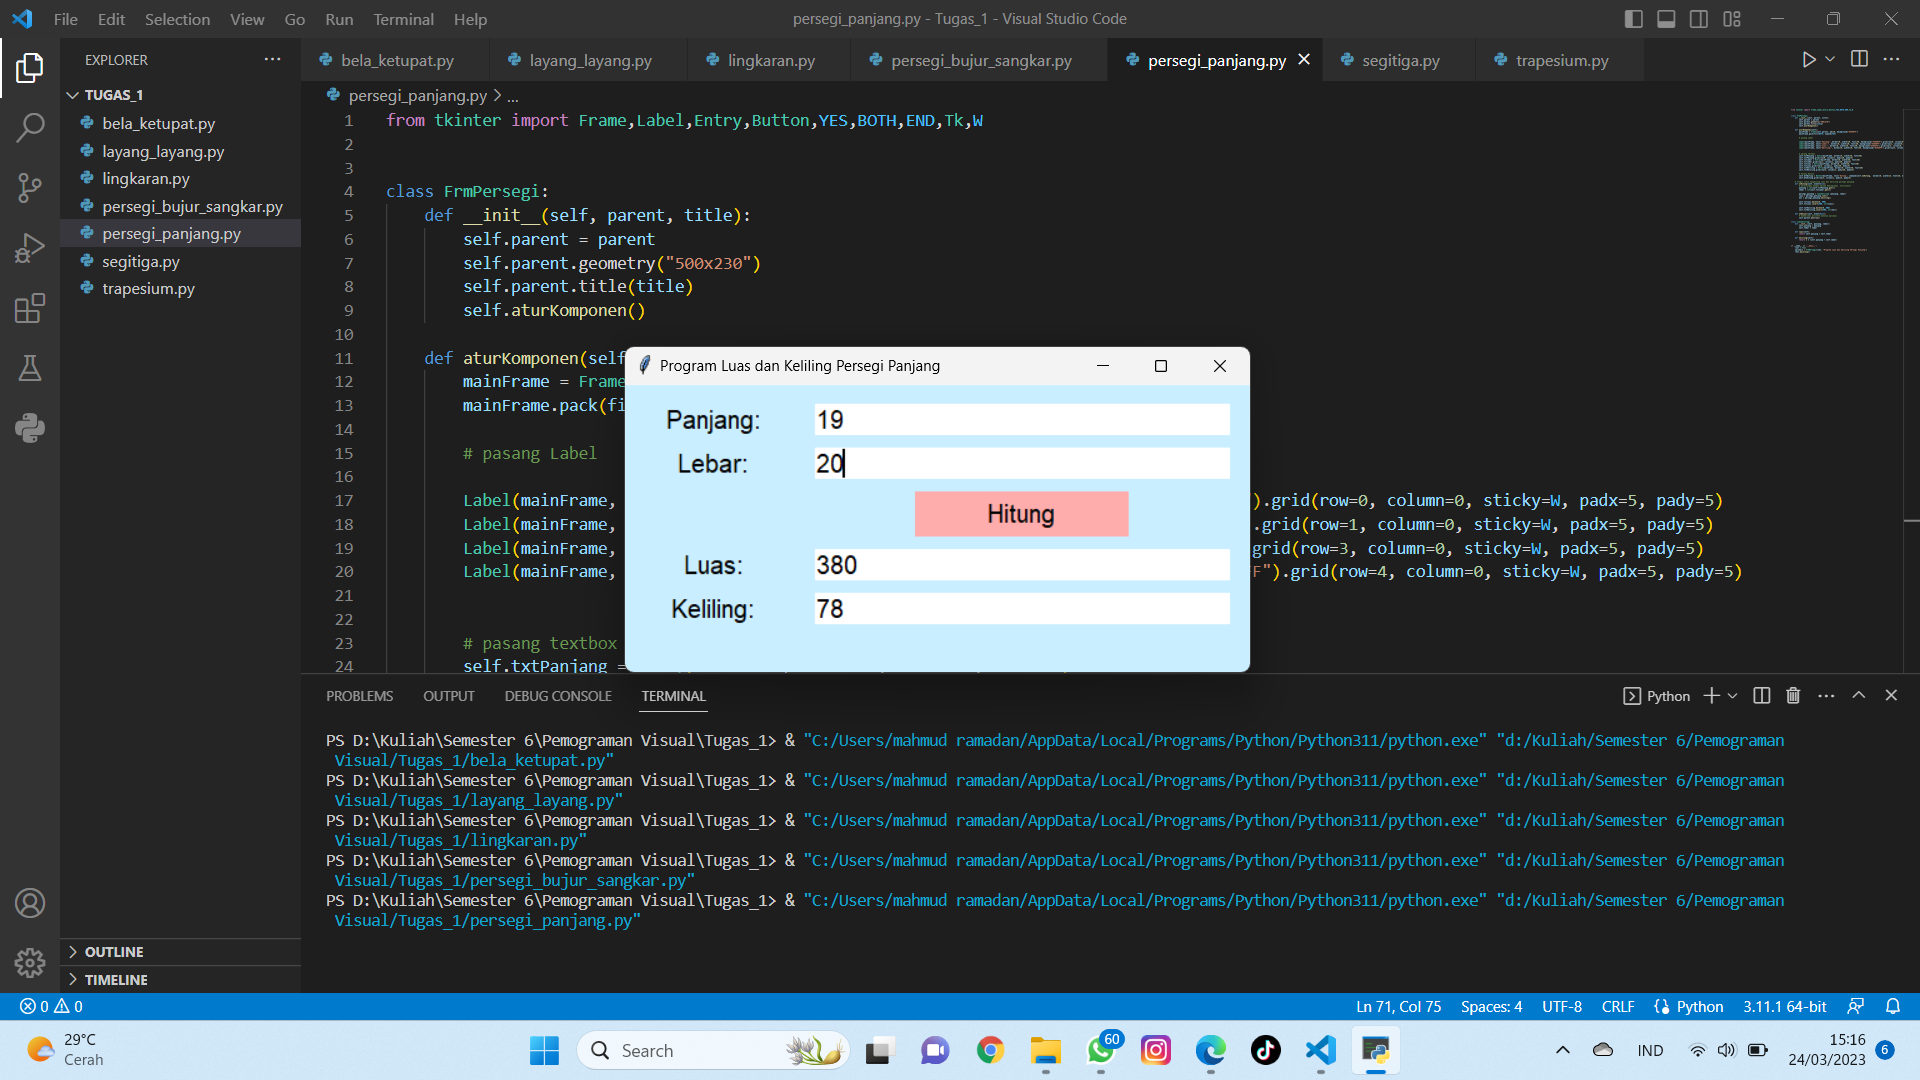 File Edit Selection View Go Run Terminal Help
persegi_panjang.py - Tugas_1 - Visual Studio Code
EXPLORER
bela_ketupat.py layang_layang.py lingkaran.py persegi_bujur_sangkar.py persegi_panjang.py segitiga.py trapesium.py
TUGAS_1
bela_ketupat.py
layang_layang.py
lingkaran.py
persegi_bujur_sangkar.py
persegi_panjang.py
segitiga.py
trapesium.py
OUTLINE
TIMELINE
persegi_panjang.py > ...
1 from tkinter import Frame,Label,Entry,Button,YES,BOTH,END,Tk,W
2
3
4 class FrmPersegi:
5 def __init__(self, parent, title):
6 self.parent = parent
7 self.parent.geometry("500x230")
8 self.parent.title(title)
9 self.aturKomponen()
10
11 def aturKomponen(self
12 mainFrame = Frame
13 mainFrame.pack(fi
14
15 # pasang Label
16
17 Label(mainFrame, ).grid(row=0, column=0, sticky=W, padx=5, pady=5)
18 Label(mainFrame, .grid(row=1, column=0, sticky=W, padx=5, pady=5)
19 Label(mainFrame, grid(row=3, column=0, sticky=W, padx=5, pady=5)
20 Label(mainFrame, F").grid(row=4, column=0, sticky=W, padx=5, pady=5)
21
22
23 # pasang textbox
24 self.txtPanjang =
Program Luas dan Keliling Persegi Panjang
Panjang: 19
Lebar: 20
Hitung
Luas: 380
Keliling: 78
PROBLEMS OUTPUT DEBUG CONSOLE TERMINAL
Python
PS D:\Kuliah\Semester 6\Pemograman Visual\Tugas_1> & "C:/Users/mahmud ramadan/AppData/Local/Programs/Python/Python311/python.exe" "d:/Kuliah/Semester 6/Pemograman
Visual/Tugas_1/bela_ketupat.py"
PS D:\Kuliah\Semester 6\Pemograman Visual\Tugas_1> & "C:/Users/mahmud ramadan/AppData/Local/Programs/Python/Python311/python.exe" "d:/Kuliah/Semester 6/Pemograman
Visual/Tugas_1/layang_layang.py"
PS D:\Kuliah\Semester 6\Pemograman Visual\Tugas_1> & "C:/Users/mahmud ramadan/AppData/Local/Programs/Python/Python311/python.exe" "d:/Kuliah/Semester 6/Pemograman
Visual/Tugas_1/lingkaran.py"
PS D:\Kuliah\Semester 6\Pemograman Visual\Tugas_1> & "C:/Users/mahmud ramadan/AppData/Local/Programs/Python/Python311/python.exe" "d:/Kuliah/Semester 6/Pemograman
Visual/Tugas_1/persegi_bujur_sangkar.py"
PS D:\Kuliah\Semester 6\Pemograman Visual\Tugas_1> & "C:/Users/mahmud ramadan/AppData/Local/Programs/Python/Python311/python.exe" "d:/Kuliah/Semester 6/Pemograman
Visual/Tugas_1/persegi_panjang.py"
0 0
Ln 71, Col 75 Spaces: 4 UTF-8 CRLF Python 3.11.1 64-bit
29°C
Cerah
Search
60
IND
15:16
24/03/2023
6